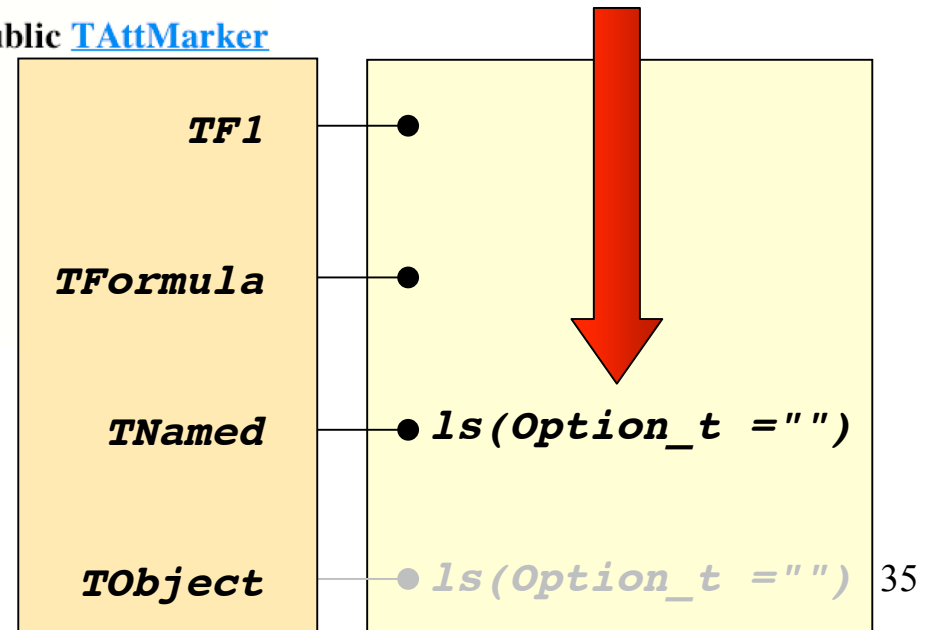 ublic TAttMarker
TF1
TFormula
TNamed ls(Option_t ="")
TObject ls(Option_t ="") 35